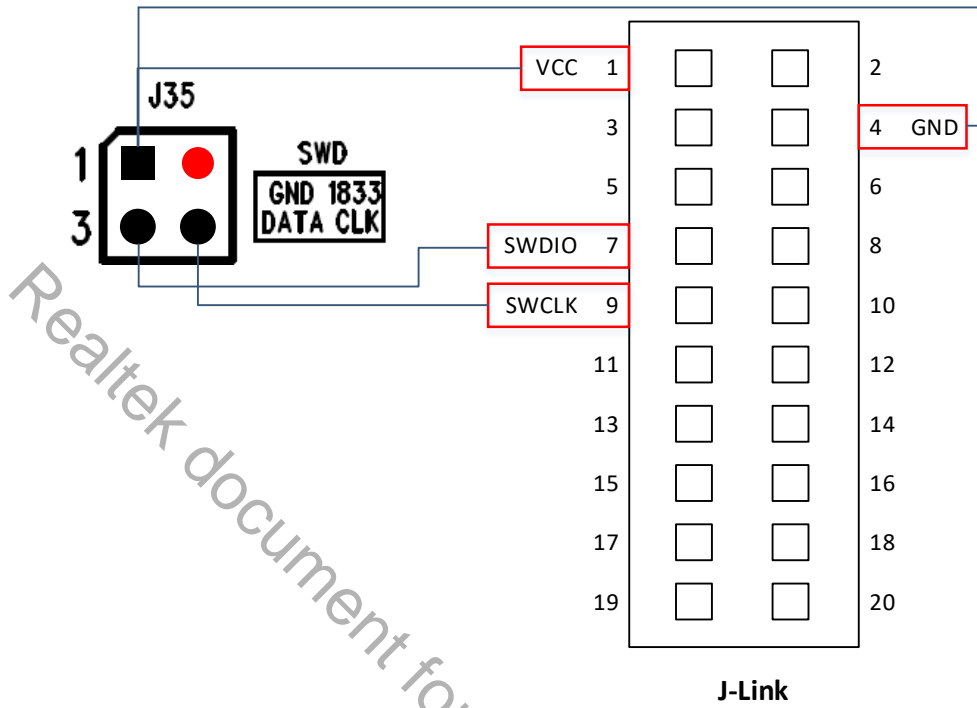 J35
1
3
SWD
GND 1833
DATA CLK
VCC 1
2
3
4 GND
5
6
SWDIO 7
8
SWCLK 9
10
11
12
13
14
15
16
17
18
19
20
J-Link
Realtek document for